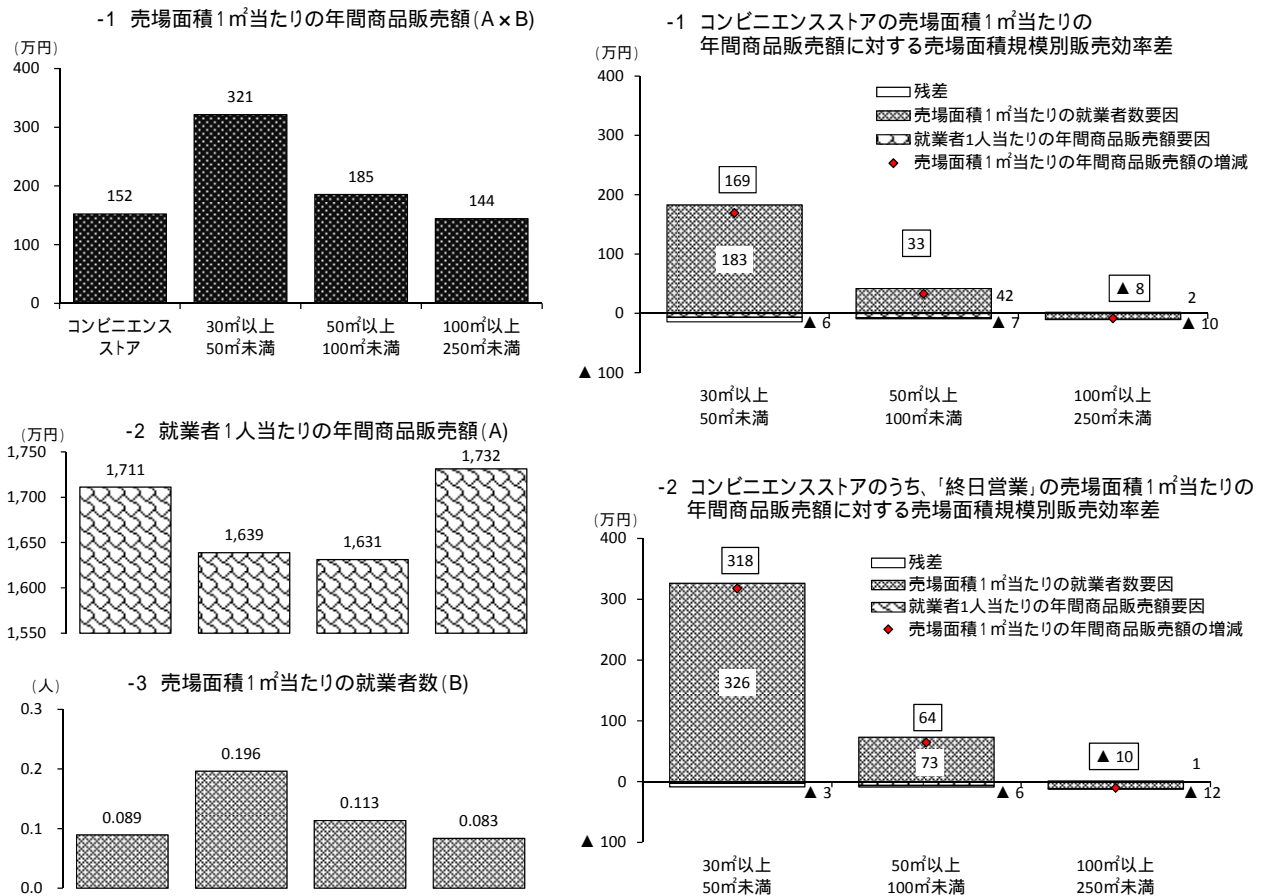 -1 売場面積1㎡当たりの年間商品販売額(A×B)
(万円)
400
300
200
100
0
152
321
185
144
コンビニエンス
ストア
30㎡以上
50㎡未満
50㎡以上
100㎡未満
100㎡以上
250㎡未満
-2 就業者1人当たりの年間商品販売額(A)
(万円)
1,750
1,700
1,650
1,600
1,550
1,711
1,639
1,631
1,732
-3 売場面積1㎡当たりの就業者数(B)
(人)
0.3
0.2
0.1
0.0
0.089
0.196
0.113
0.083
-1 コンビニエンスストアの売場面積1㎡当たりの
年間商品販売額に対する売場面積規模別販売効率差
(万円)
400
300
200
100
0
▲ 100
残差
売場面積1㎡当たりの就業者数要因
就業者1人当たりの年間商品販売額要因
売場面積1㎡当たりの年間商品販売額の増減
169
183
▲ 6
33
42
▲ 7
▲ 8
2
▲ 10
30㎡以上
50㎡未満
50㎡以上
100㎡未満
100㎡以上
250㎡未満
-2 コンビニエンスストアのうち、「終日営業」の売場面積1㎡当たりの
年間商品販売額に対する売場面積規模別販売効率差
(万円)
400
300
200
100
0
▲ 100
残差
売場面積1㎡当たりの就業者数要因
就業者1人当たりの年間商品販売額要因
売場面積1㎡当たりの年間商品販売額の増減
318
326
▲ 3
64
73
▲ 6
▲ 10
1
▲ 12
30㎡以上
50㎡未満
50㎡以上
100㎡未満
100㎡以上
250㎡未満